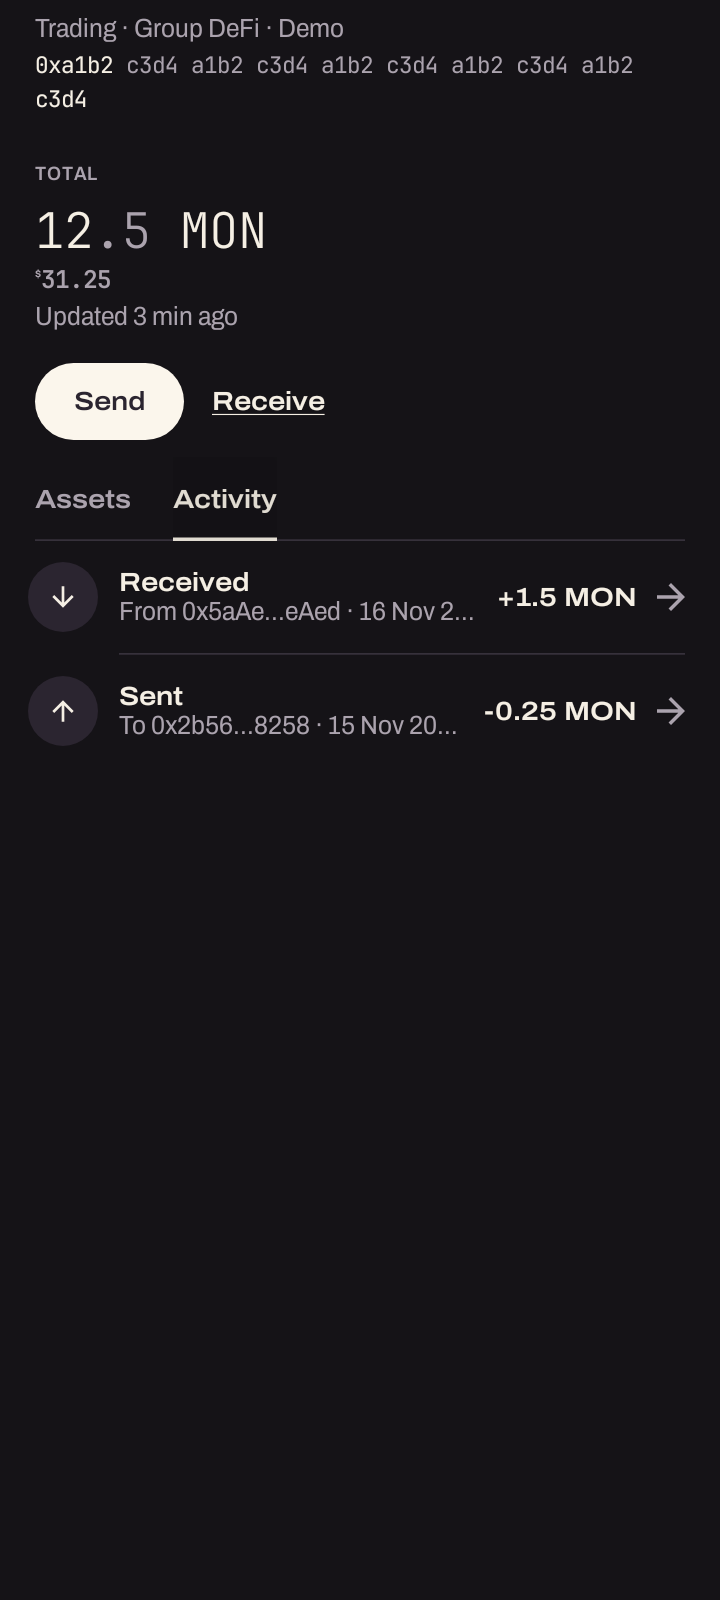 Trading · Group DeFi · Demo
0xa1b2 c3d4 a1b2 c3d4 a1b2 c3d4 a1b2 c3d4 a1b2
c3d4
TOTAL
12.5 MON
$31.25
Updated 3 min ago
Send Receive
Assets Activity
Received
From 0x5aAe...eAed · 16 Nov 2... +1.5 MON
Sent
To 0x2b56...8258 · 15 Nov 20... -0.25 MON